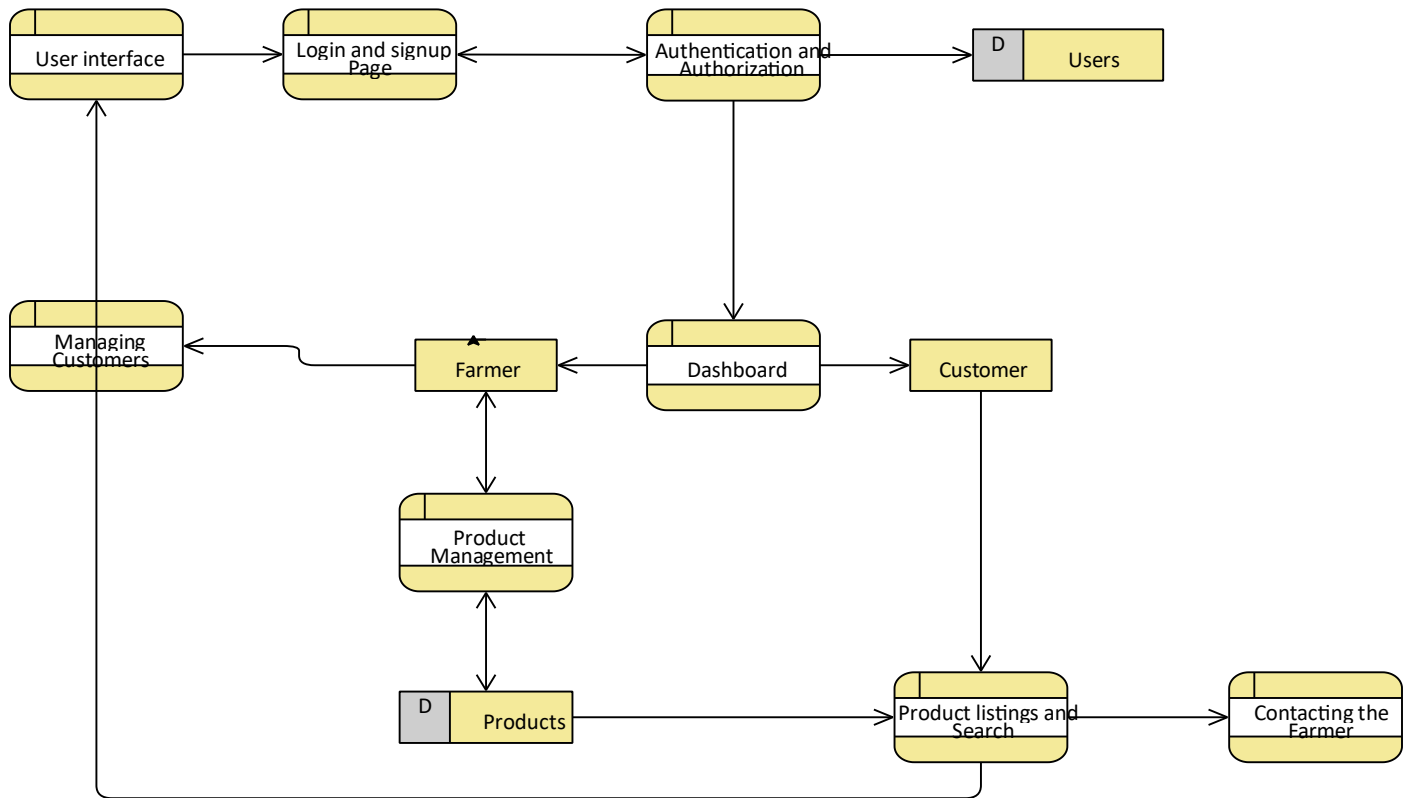 User interface
Login and signup
Page
Authentication and
Authorization
D
Users
Managing
Customers
Farmer
Dashboard
Customer
Product
Management
D
Products
Product listings and
Search
Contacting the
Farmer